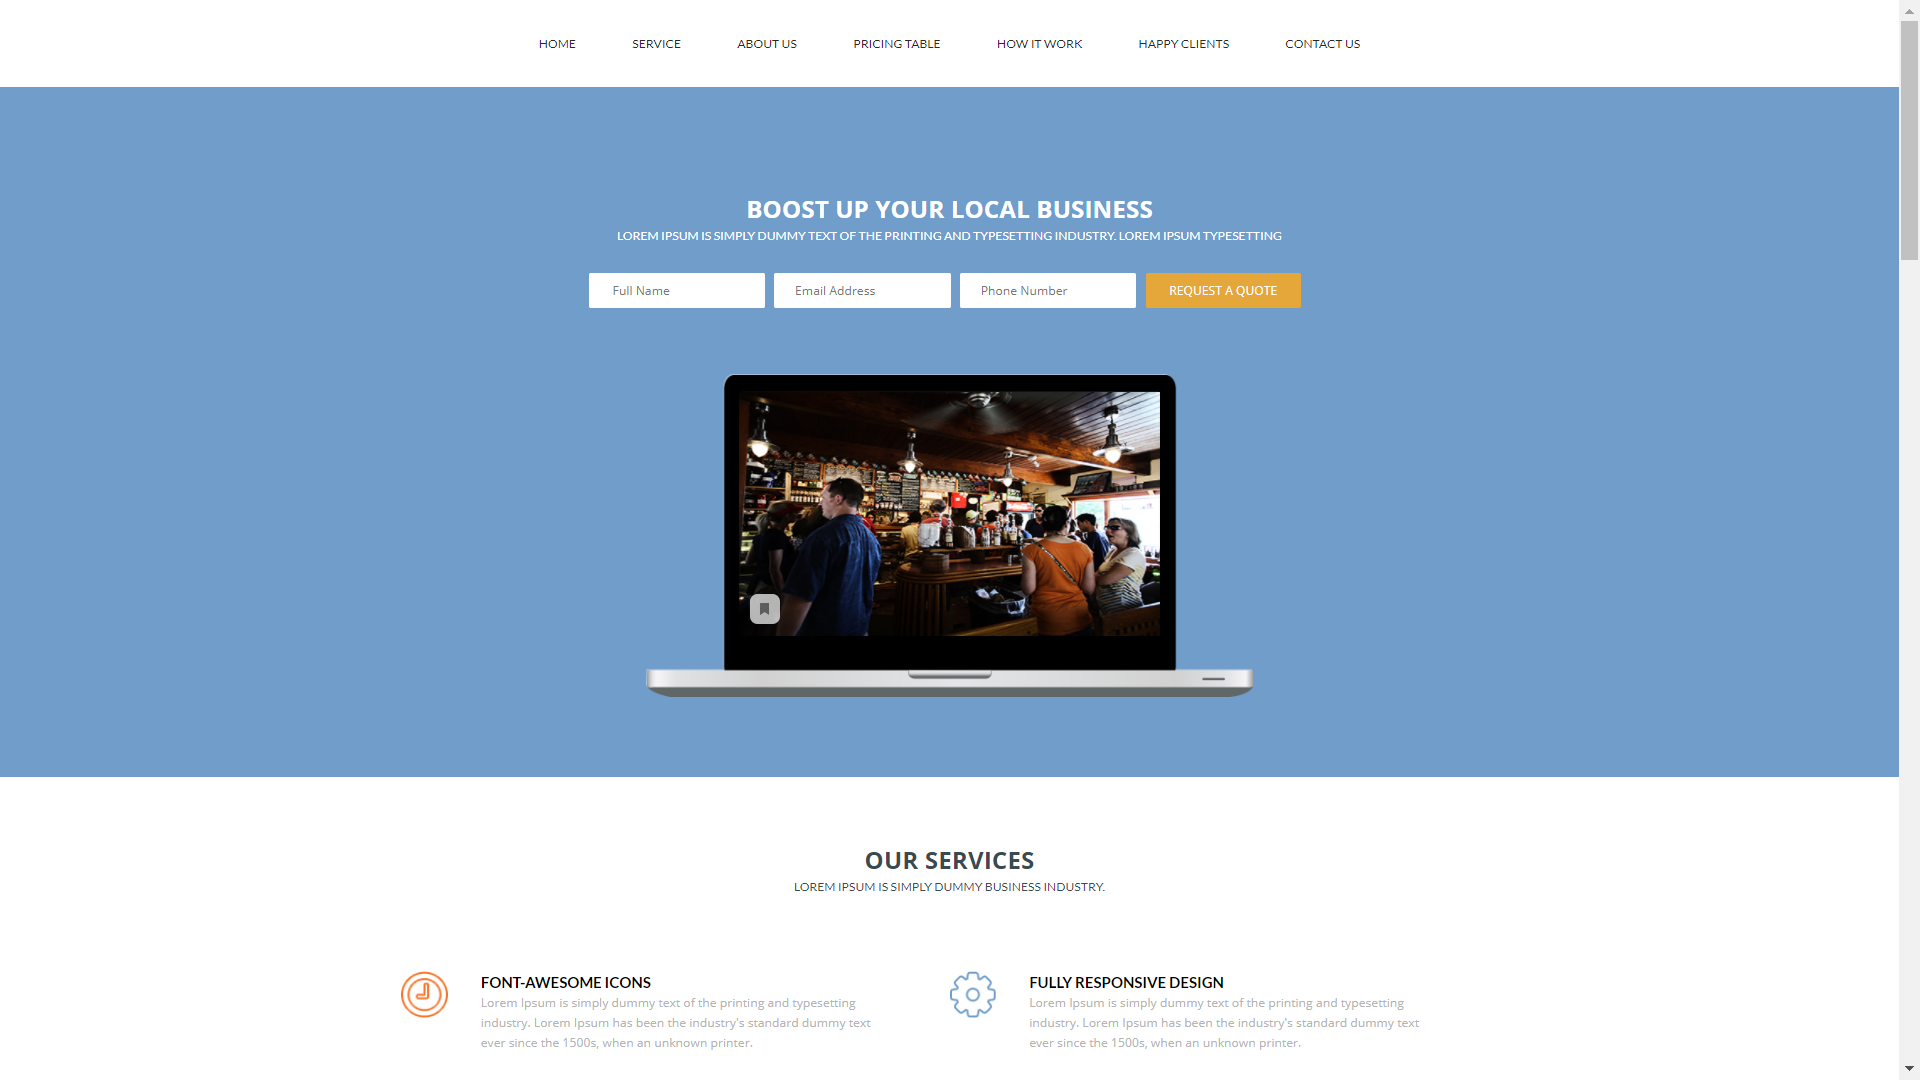 HOME SERVICE ABOUT US PRICING TABLE HOW IT WORK HAPPY CLIENTS CONTACT US
BOOST UP YOUR LOCAL BUSINESS
LOREM IPSUM IS SIMPLY DUMMY TEXT OF THE PRINTING AND TYPESETTING INDUSTRY. LOREM IPSUM TYPESETTING
Full Name Email Address Phone Number REQUEST A QUOTE
OUR SERVICES
LOREM IPSUM IS SIMPLY DUMMY BUSINESS INDUSTRY.
FONT-AWESOME ICONS
Lorem Ipsum is simply dummy text of the printing and typesetting
industry. Lorem Ipsum has been the industry's standard dummy text
ever since the 1500s, when an unknown printer.
FULLY RESPONSIVE DESIGN
Lorem Ipsum is simply dummy text of the printing and typesetting
industry. Lorem Ipsum has been the industry's standard dummy text
ever since the 1500s, when an unknown printer.